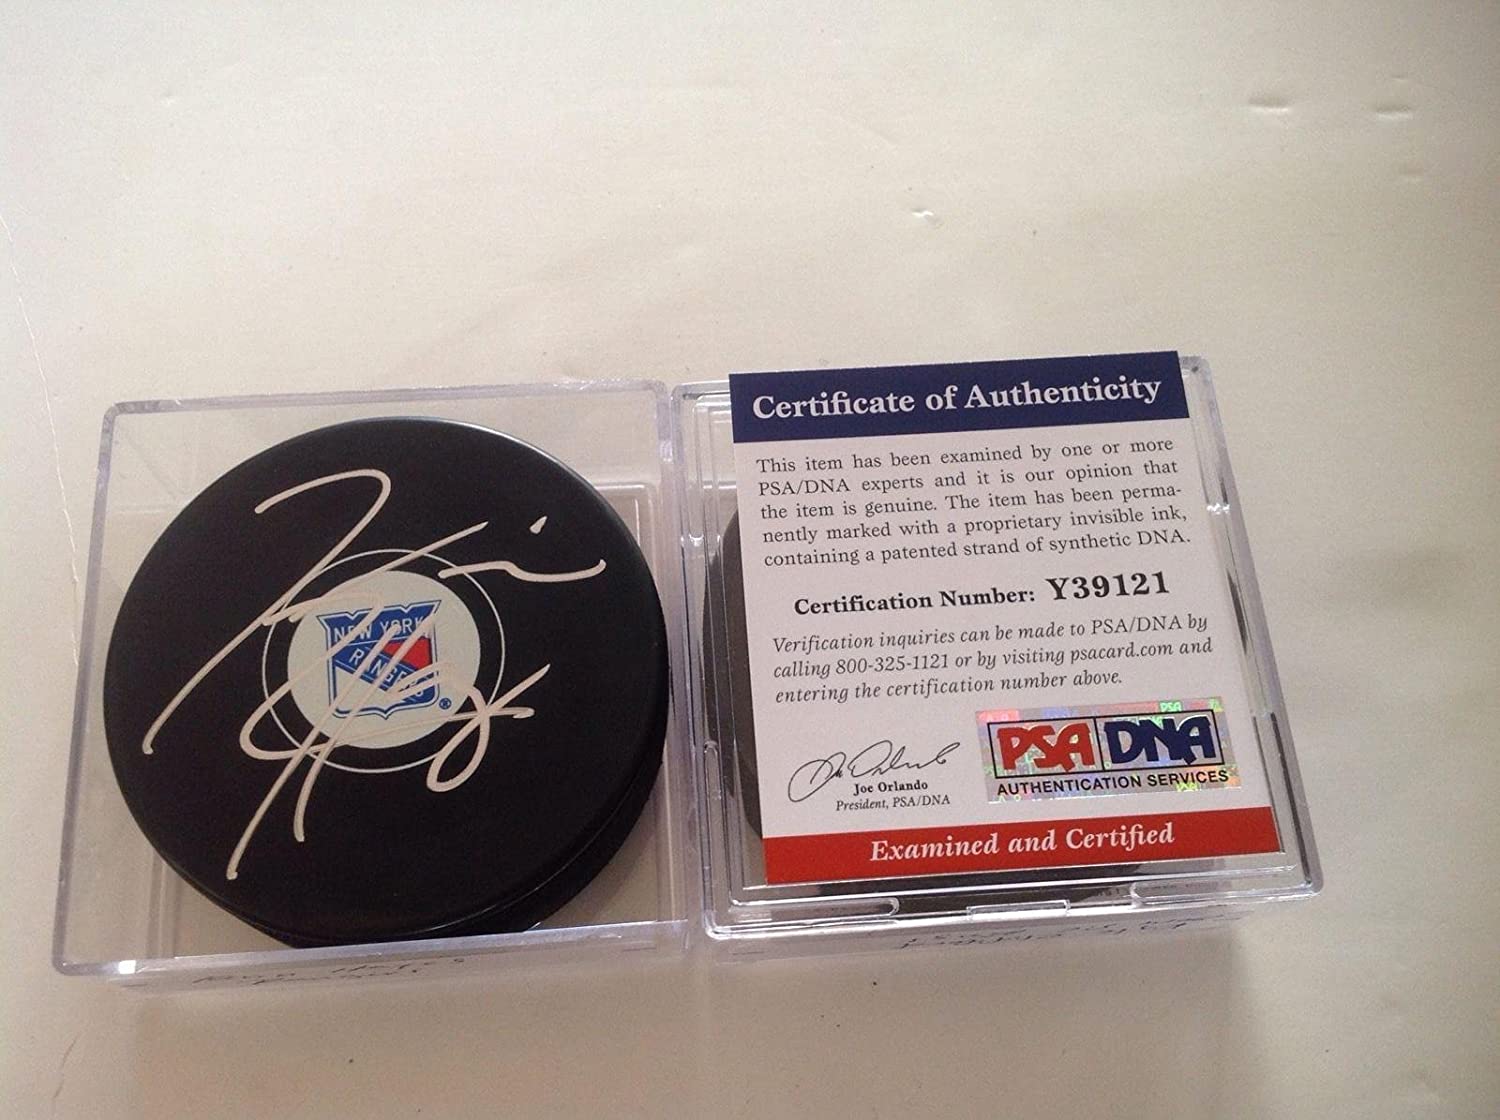 NEW YORK
RANGERS
®
Certificate of Authenticity
This item has been examined by one or more
PSA/DNA experts and it is our opinion that
the item is genuine. The item has been perma-
nently marked with a proprietary invisible ink,
containing a patented strand of synthetic DNA.
Certification Number: Y39121
Verification inquiries can be made to PSA/DNA by
calling 800-325-1121 or by visiting psacard.com and
entering the certification number above.
Joe Orlando
President, PSA/DNA
PSA
PSA DNA
AUTHENTICATION SERVICES
Examined and Certified